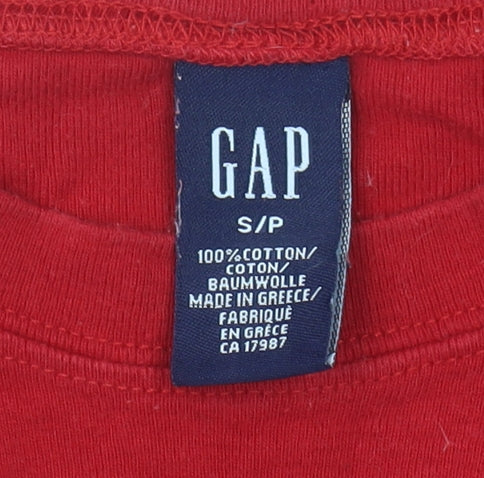 GAP
S/P
100%COTTON/
COTON/
BAUMWOLLE
MADE IN GREECE/
FABRIQUÉ
EN GRÈCE
CA 17987